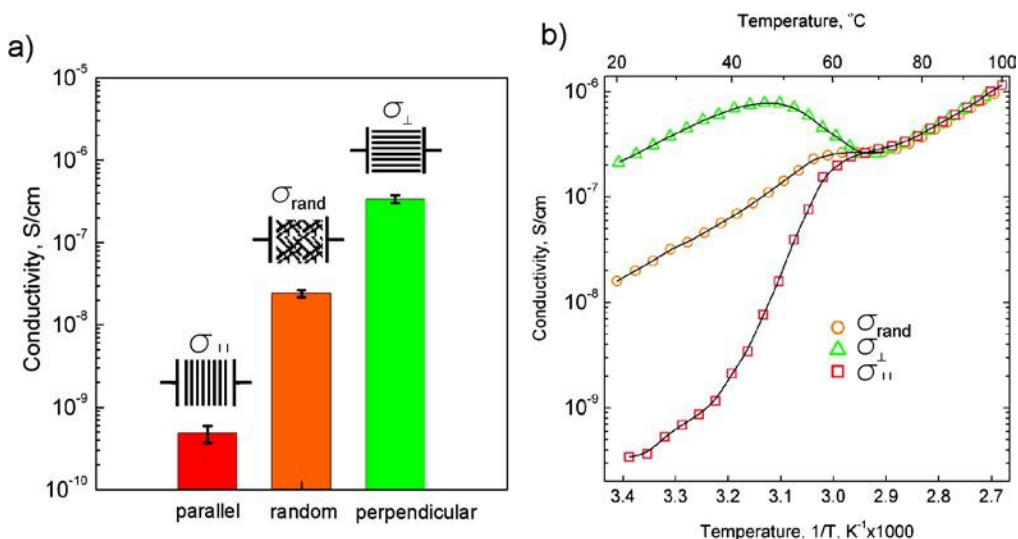 a)
Conductivity, S/cm
10⁻⁵
10⁻⁶
10⁻⁷
10⁻⁸
10⁻⁹
10⁻¹⁰
σ||
σrand
σ⊥
parallel random perpendicular
b)
Temperature, °C
20 40 60 80 100
Conductivity, S/cm
10⁻⁶
10⁻⁷
10⁻⁸
10⁻⁹
σrand
σ⊥
σ||
3.4 3.3 3.2 3.1 3.0 2.9 2.8 2.7
Temperature, 1/T, K⁻¹x1000